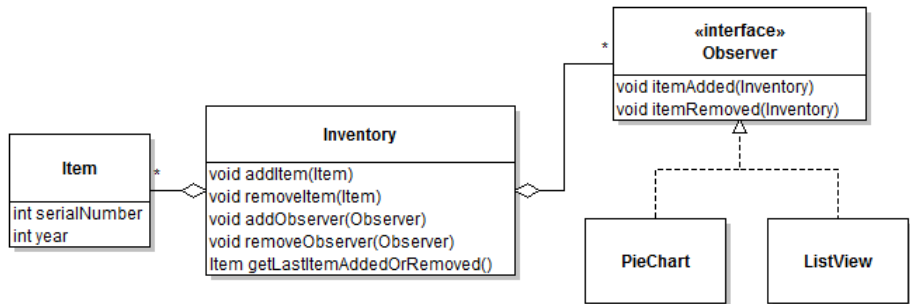 Item
int serialNumber
int year
*
Inventory
void addItem(Item)
void removeItem(Item)
void addObserver(Observer)
void removeObserver(Observer)
Item getLastItemAddedOrRemoved()
*
«interface»
Observer
void itemAdded(Inventory)
void itemRemoved(Inventory)
PieChart
ListView